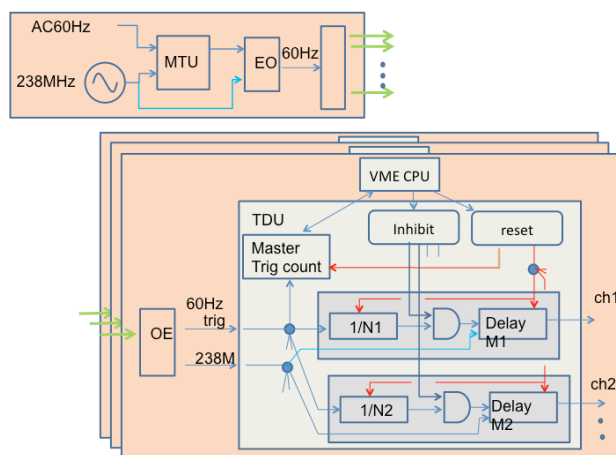 AC60Hz
MTU
EO
60Hz
238MHz
VME CPU
TDU
Inhibit
reset
Master
Trig count
60Hz
trig
OE
238M
ch1
1/N1
Delay
M1
ch2
1/N2
Delay
M2